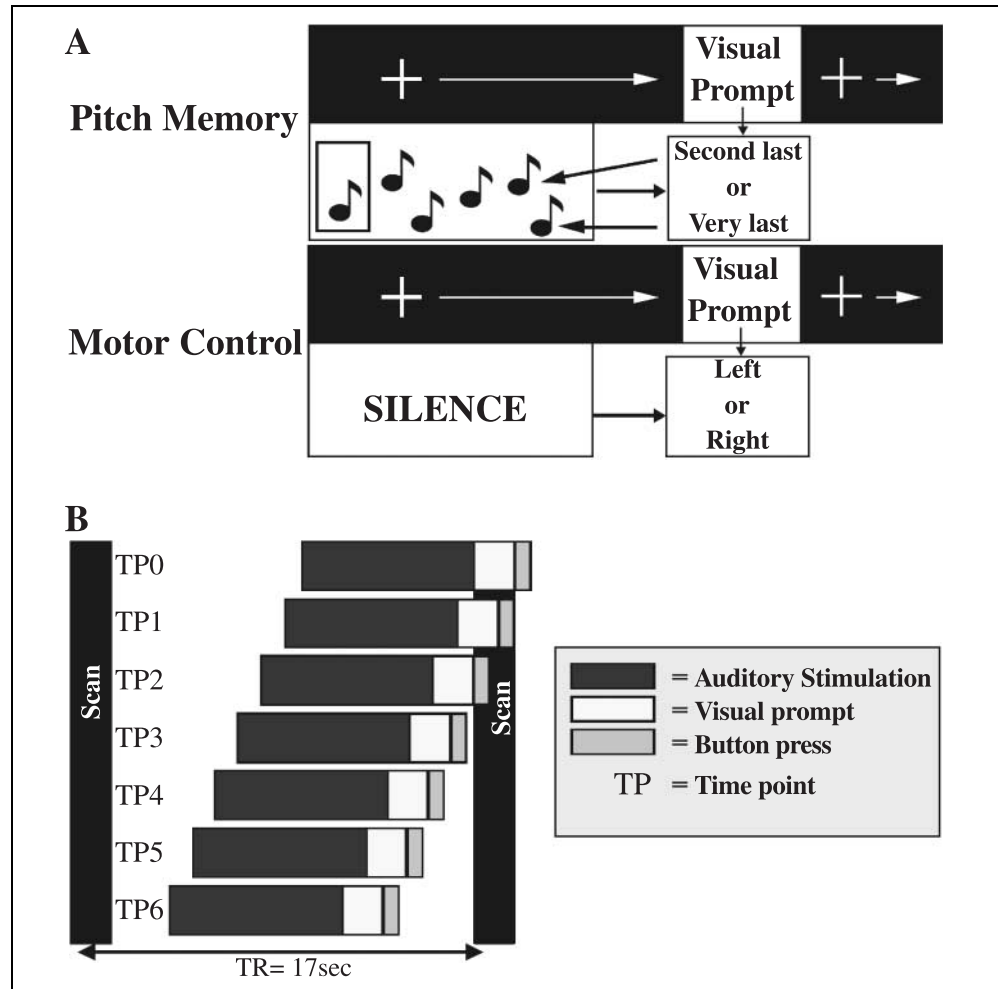 A
Pitch Memory
Visual
Prompt
Second last
or
Very last
Motor Control
Visual
Prompt
SILENCE
Left
or
Right
B
Scan
TP0
TP1
TP2
TP3
TP4
TP5
TP6
Scan
TR= 17sec
= Auditory Stimulation
= Visual prompt
= Button press
TP = Time point